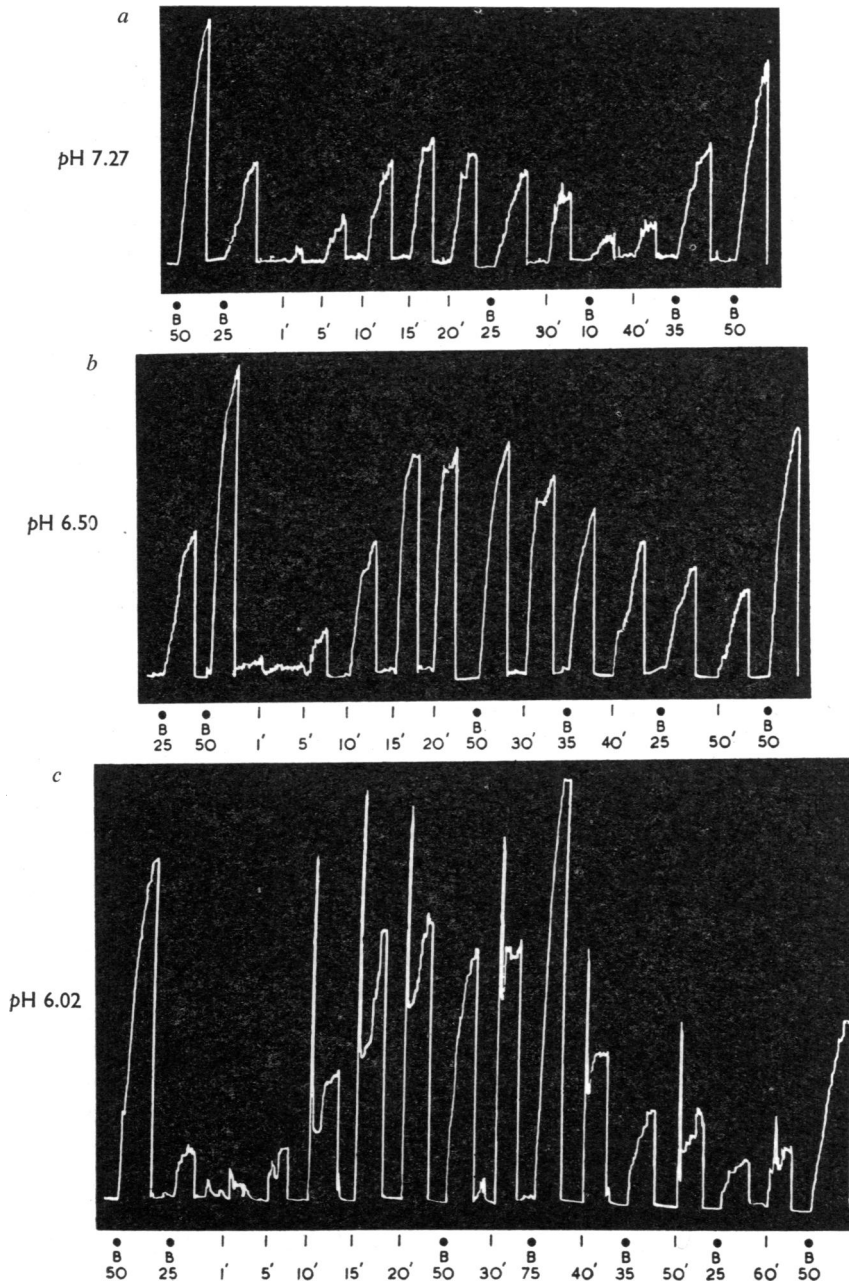 a
pH 7.27
B B B B B B
50 25 1′ 5′ 10′ 15′ 20′ 25 30′ 10 40′ 35 50
b
pH 6.50
B B B B B B
25 50 1′ 5′ 10′ 15′ 20′ 50 30′ 35 40′ 25 50′ 50
c
pH 6.02
B B B B B B B
50 25 1′ 5′ 10′ 15′ 20′ 50 30′ 75 40′ 35 50′ 25 60′ 50